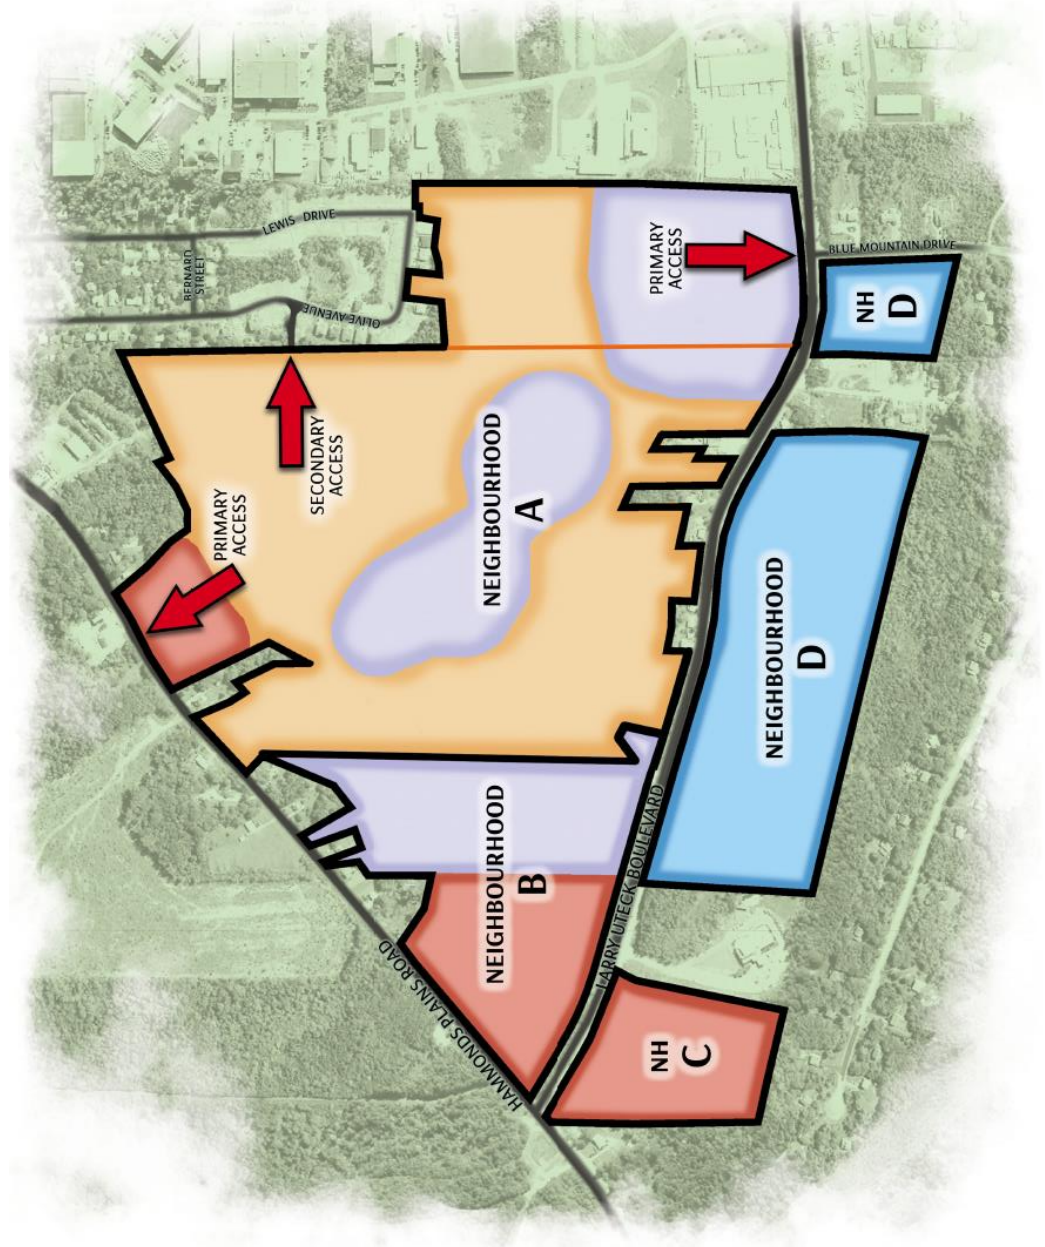 LEWIS DRIVE
BERNARD
STREET
OLIVE AVENUE
PRIMARY
ACCESS
BLUE MOUNTAIN DRIVE
NH
D
SECONDARY
ACCESS
PRIMARY
ACCESS
NEIGHBOURHOOD
A
NEIGHBOURHOOD
D
NEIGHBOURHOOD
B
LARRY UTECK BOULEVARD
HAMMONDS PLAINS ROAD
NH
C